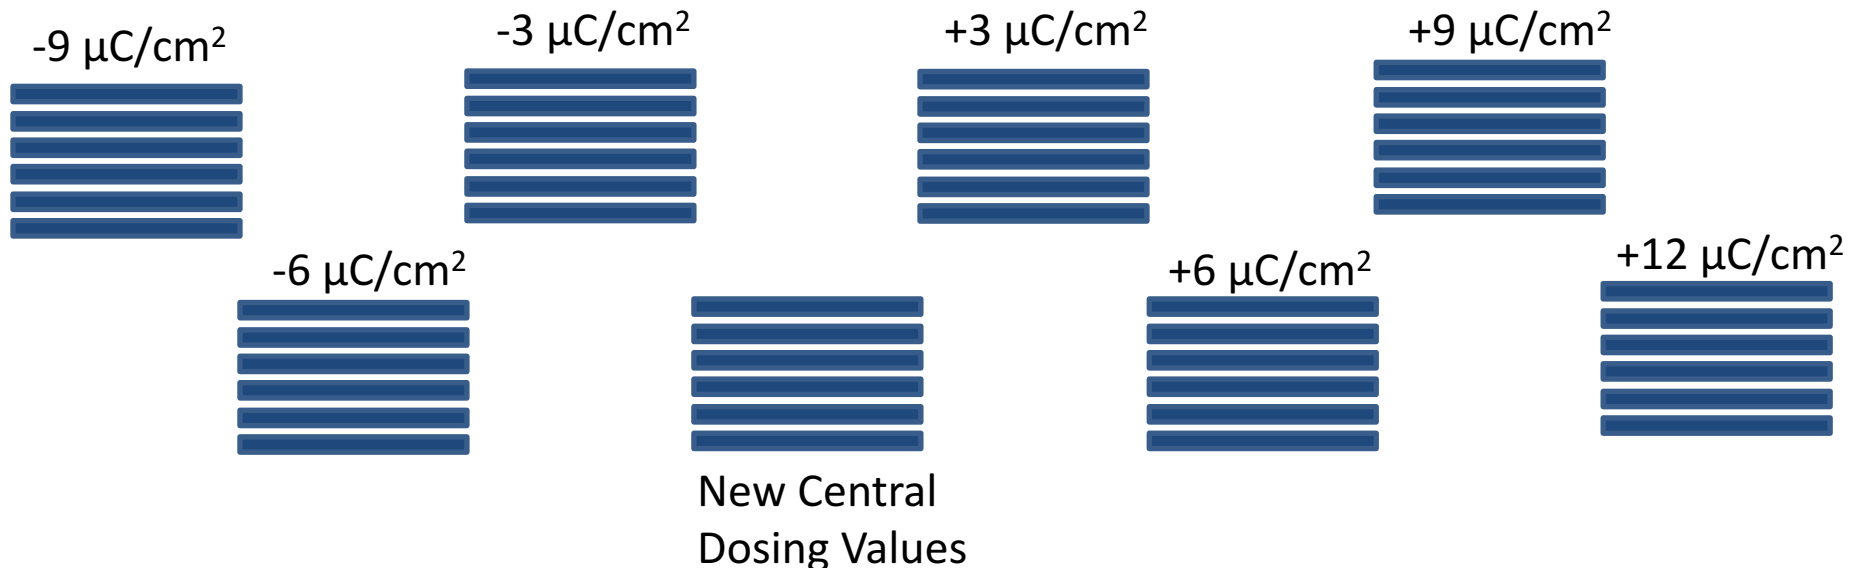 -9 µC/cm²
-3 µC/cm²
+3 µC/cm²
+9 µC/cm²
-6 µC/cm²
+6 µC/cm²
+12 µC/cm²
New Central
Dosing Values